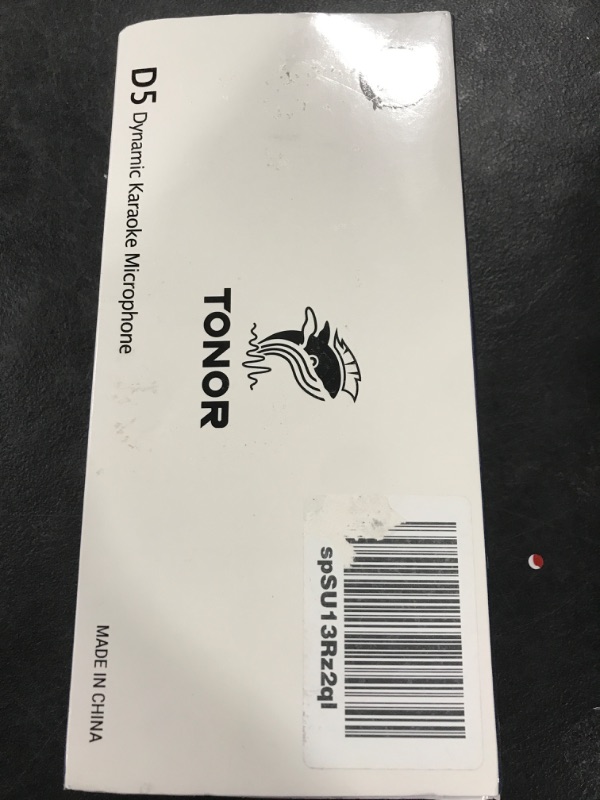 D5 Dynamic Karaoke Microphone
TONOR
spSU13Rz2ql
MADE IN CHINA